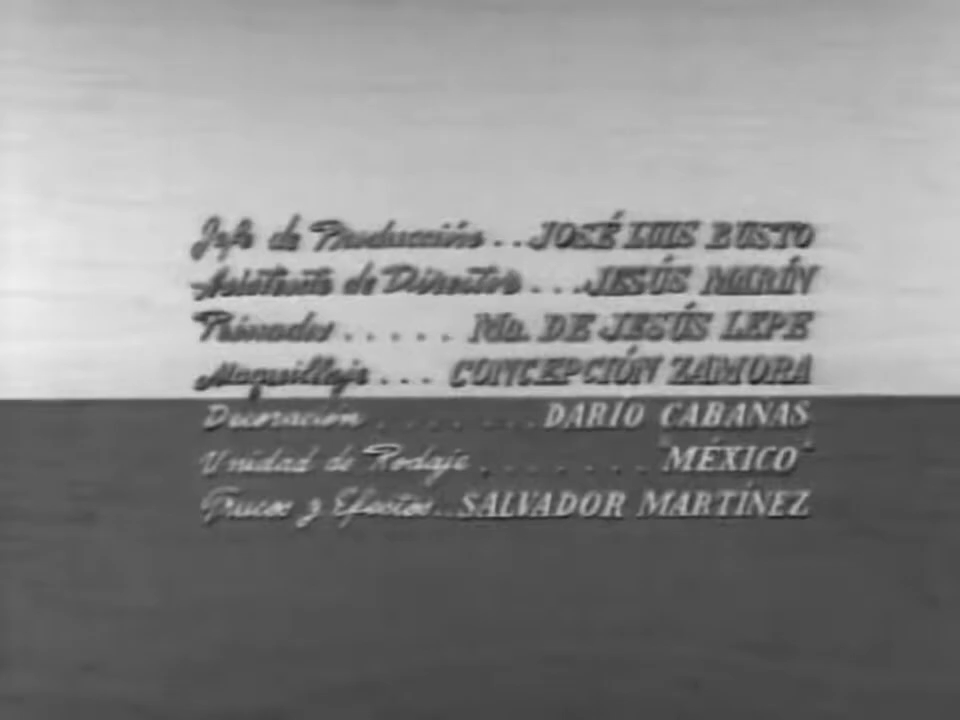 Jefe de Producción . . JOSÉ LUIS BUSTO
Asistente de Director . . . JESÚS MARÍN
Peinados . . . . . Ma. DE JESÚS LEPE
Maquillaje . . . CONCEPCIÓN ZAMORA
Decoración . . . . . . . DARIO CABANAS
Unidad de Rodaje . . . . . . . "MÉXICO"
Trucos y Efectos . . SALVADOR MARTÍNEZ